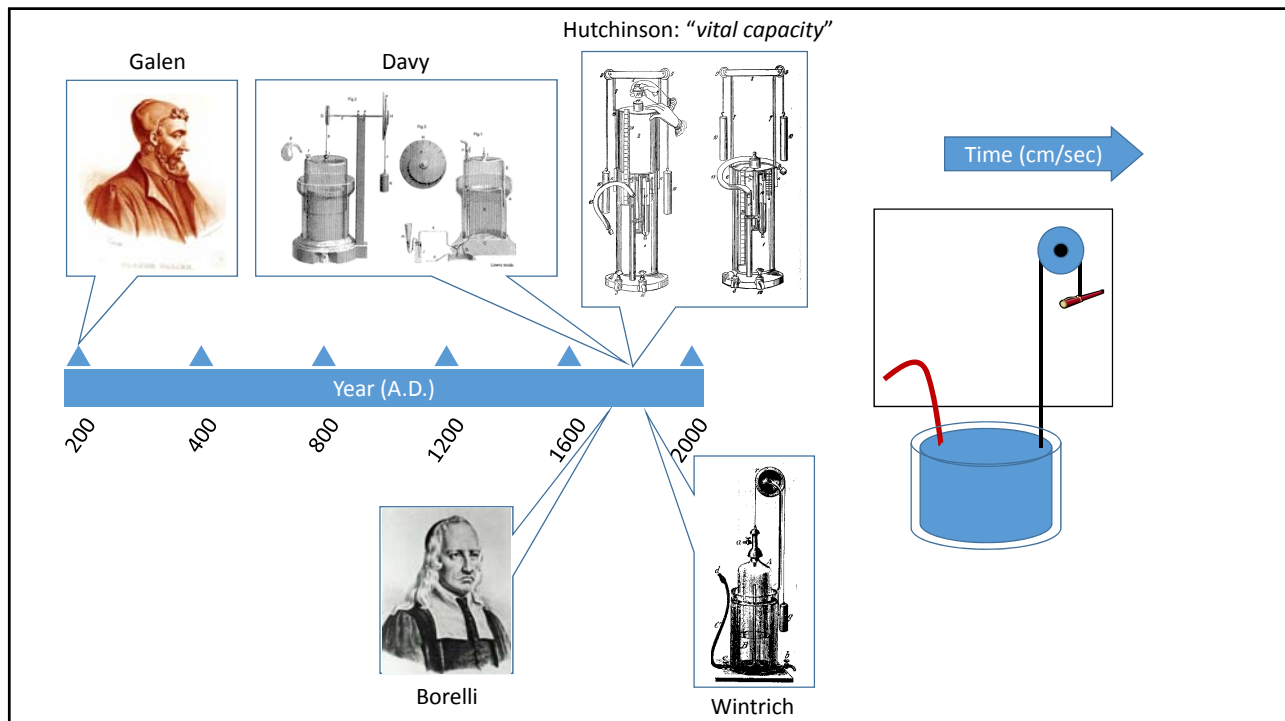 Hutchinson: “vital capacity”
Galen
Davy
Time (cm/sec)
Year (A.D.)
200
400
800
1200
1600
2000
Borelli
Wintrich